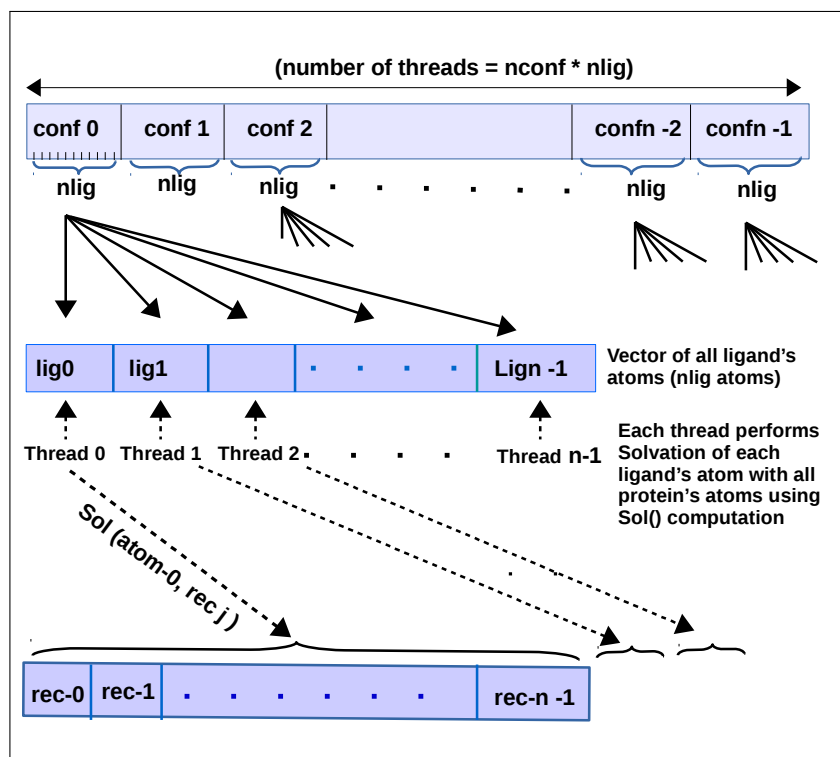 (number of threads = nconf * nlig)
conf 0 conf 1 conf 2 confn -2 confn -1
nlig nlig nlig . . . . . . nlig nlig
lig0 lig1 . . . . Lign -1
Vector of all ligand's
atoms (nlig atoms)
Thread 0 Thread 1 Thread 2 . . . . Thread n-1
Each thread performs
Solvation of each
ligand's atom with all
protein's atoms using
Sol() computation
Sol (atom-0, rec j )
rec-0 rec-1 . . . . . . . rec-n -1